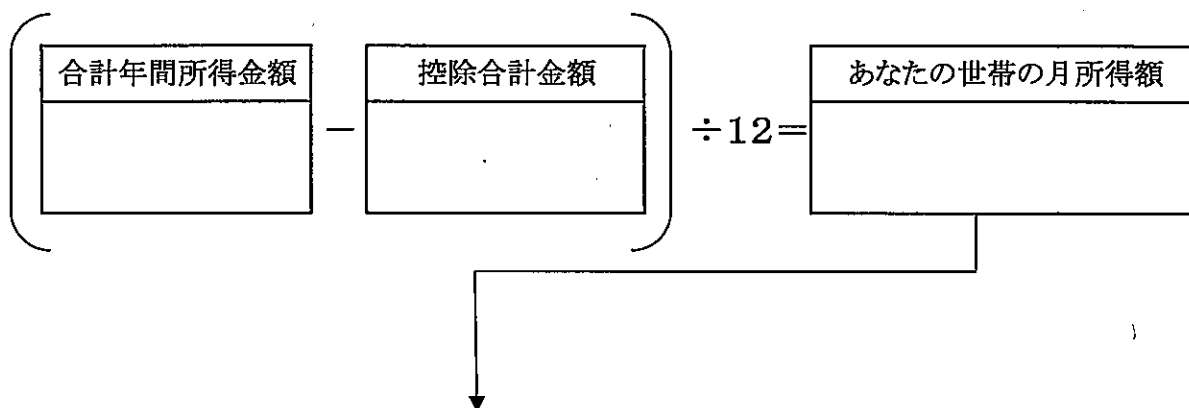 ( 合計年間所得金額 － 控除合計金額 ) ÷12＝ あなたの世帯の月所得額